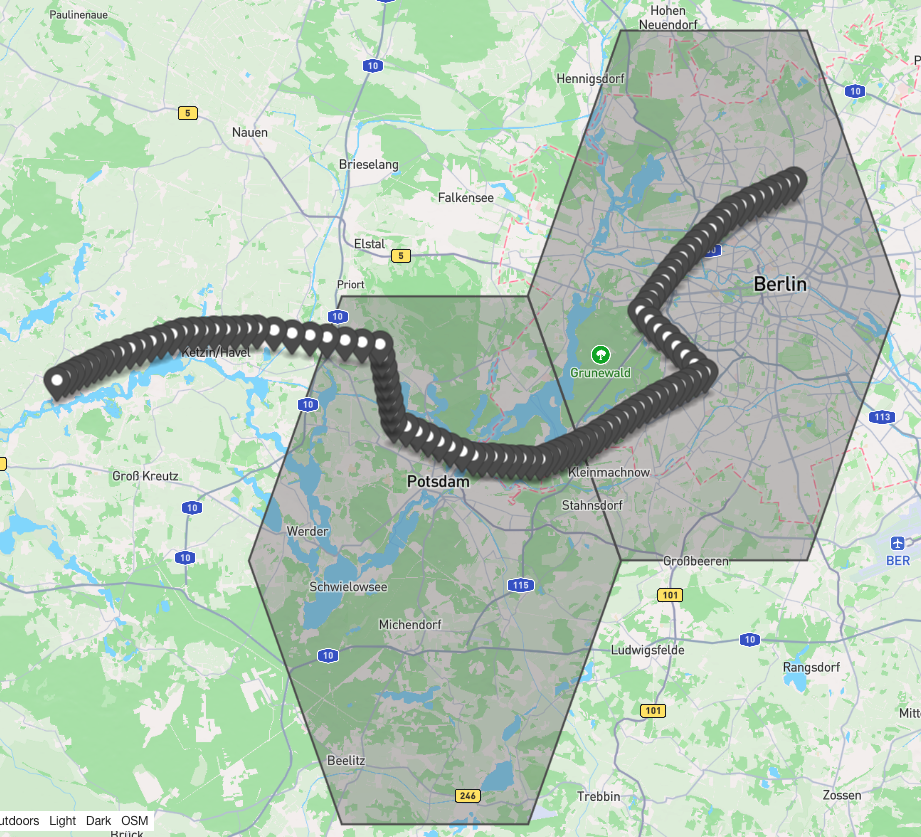 Paulinenaue
Hohen
Neuendorf
10
Hennigsdorf
10
5
Nauen
Brieselang
Falkensee
Elstal
5
Berlin
Priort
10
Ketzin/Havel
Grunewald
10
113
Groß Kreutz
Potsdam
Kleinmachnow
10
Stahnsdorf
Werder
10
Großbeeren
BER
Schwielowsee
115
101
Michendorf
10
10
Ludwigsfelde
Rangsdorf
101
Mitt
Beelitz
246
Trebbin
Zossen
utdoors Light Dark OSM
Brück